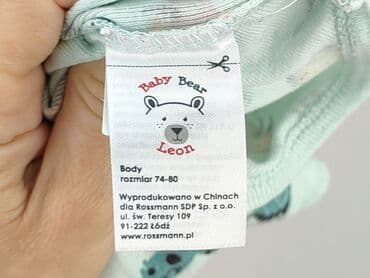 Baby Bear
Leon
Body
rozmiar 74-80
Wyprodukowano w Chinach
dla Rossmann SDP Sp. z o.o.
ul. św. Teresy 109
91-222 Łódź
www.rossmann.pl